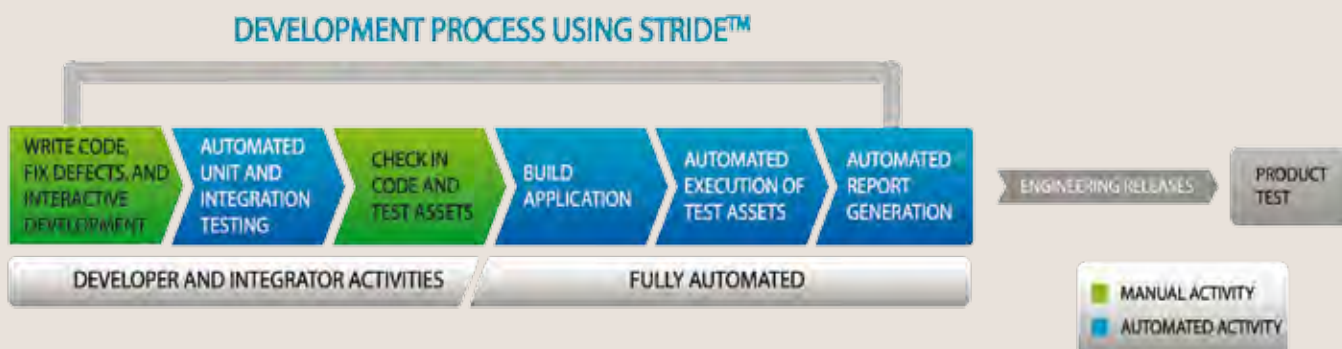 DEVELOPMENT PROCESS USING STRIDE™
WRITE CODE,
FIX DEFECTS, AND
INTERACTIVE
DEVELOPMENT
AUTOMATED
UNIT AND
INTEGRATION
TESTING
CHECK IN
CODE AND
TEST ASSETS
BUILD
APPLICATION
AUTOMATED
EXECUTION OF
TEST ASSETS
AUTOMATED
REPORT
GENERATION
ENGINEERING RELEASES
PRODUCT
TEST
DEVELOPER AND INTEGRATOR ACTIVITIES
FULLY AUTOMATED
MANUAL ACTIVITY
AUTOMATED ACTIVITY